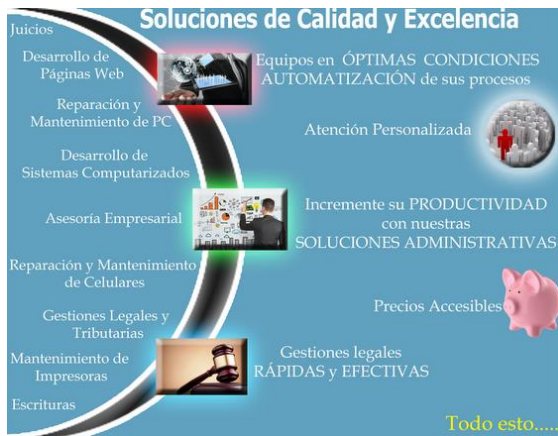 Soluciones de Calidad y Excelencia
Juicios
Desarrollo de
Páginas Web
Reparación y
Mantenimiento de PC
Desarrollo de
Sistemas Computarizados
Asesoría Empresarial
Reparación y Mantenimiento
de Celulares
Gestiones Legales y
Tributarias
Mantenimiento de
Impresoras
Escrituras
Equipos en ÓPTIMAS CONDICIONES
AUTOMATIZACIÓN de sus procesos
Atención Personalizada
Incremente su PRODUCTIVIDAD
con nuestras
SOLUCIONES ADMINISTRATIVAS
Precios Accesibles
Gestiones legales
RÁPIDAS y EFECTIVAS
Todo esto.....